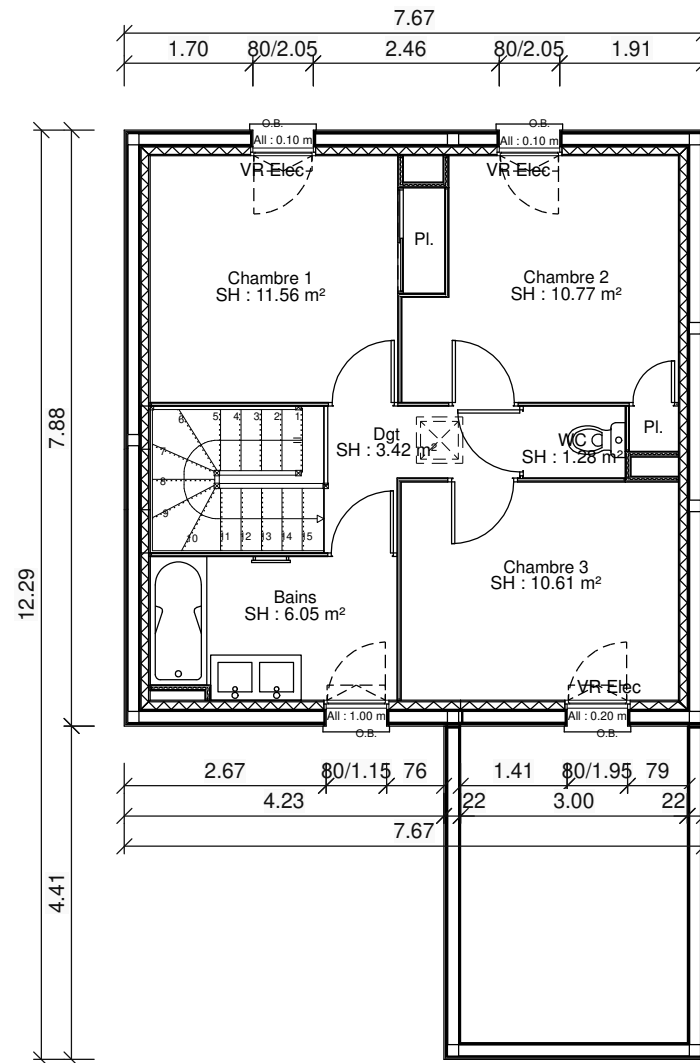 7.67
1.70 80/2.05 2.46 80/2.05 1.91
O.B. O.B.
All : 0.10 m All : 0.10 m
VR Elec VR Elec
Pl.
Chambre 1
SH : 11.56 m²
Chambre 2
SH : 10.77 m²
7.88
12.29
4.41
6 5 4 3 2 1
7
8
9
10 11 12 13 14 15
Dgt
SH : 3.42 m²
WC
SH : 1.28 m²
Pl.
Bains
SH : 6.05 m²
Chambre 3
SH : 10.61 m²
VR Elec
All : 1.00 m All : 0.20 m
O.B. O.B.
2.67 80/1.15 76 1.41 80/1.95 79
4.23 22 3.00 22
7.67